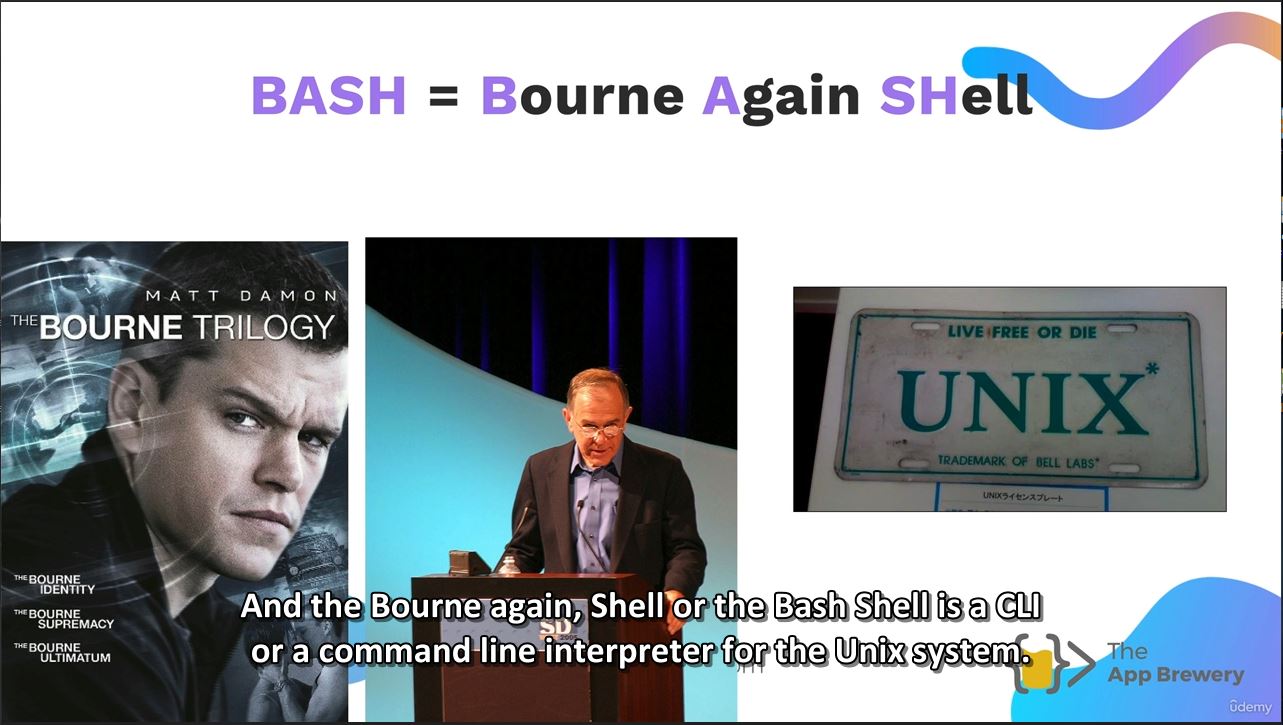 BASH = Bourne Again SHell
MATT DAMON
THE BOURNE TRILOGY
THE BOURNE
IDENTITY
THE BOURNE
SUPREMACY
THE BOURNE
ULTIMATUM
SD
LIVE FREE OR DIE
UNIX*
TRADEMARK OF BELL LABS*
UNIXライセンスプレート
And the Bourne again, Shell or the Bash Shell is a CLI
or a command line interpreter for the Unix system.
The
App Brewery
ûdemy